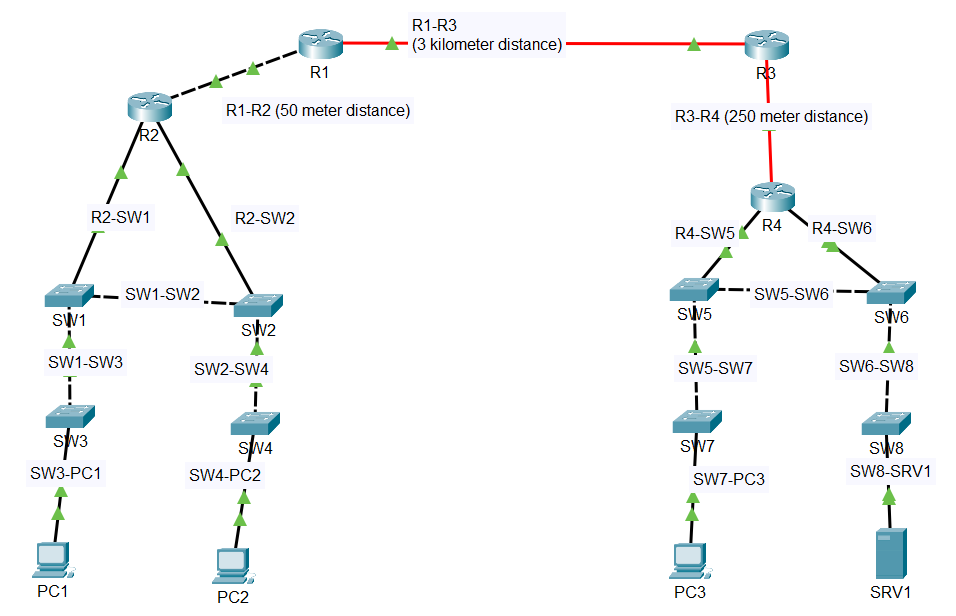 R1-R3
(3 kilometer distance)
R1
R3
R1-R2 (50 meter distance)
R3-R4 (250 meter distance)
R2
R2-SW1
R2-SW2
R4-SW5
R4
R4-SW6
SW1-SW2
SW5-SW6
SW1
SW2
SW5
SW6
SW1-SW3
SW2-SW4
SW5-SW7
SW6-SW8
SW3
SW4
SW7
SW8
SW3-PC1
SW4-PC2
SW7-PC3
SW8-SRV1
PC1
PC2
PC3
SRV1